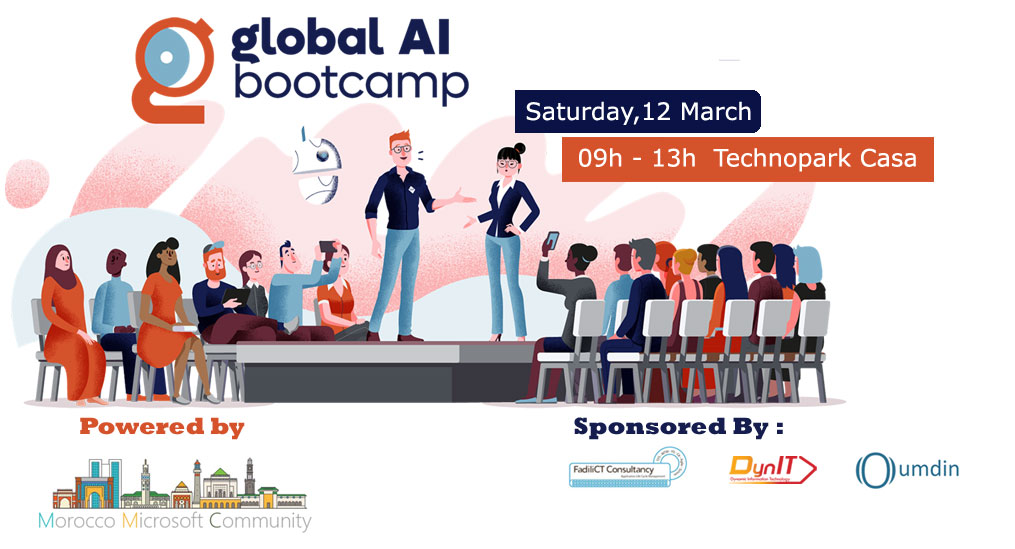 global AI
bootcamp
Saturday,12 March
09h - 13h Technopark Casa
Powered by
Sponsored By :
Morocco Microsoft Community
FadiliCT Consultancy
DynIT
Dynamic Information Technology
Oumdin